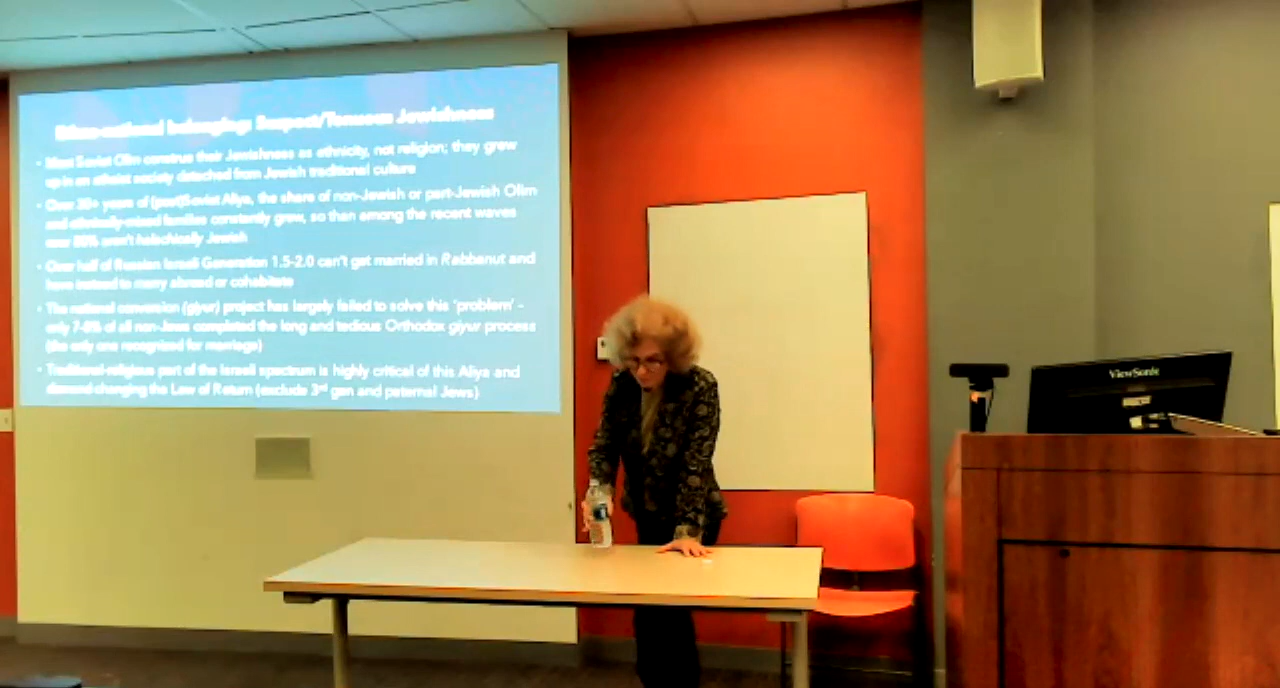 Ethno-national belonging: Suspect/Tenuous Jewishness
• Most Soviet Olim construe their Jewishness as ethnicity, not religion; they grew
up in an atheist society detached from Jewish traditional culture
• Over 30+ years of (post)Soviet Aliya, the share of non-Jewish or part-Jewish Olim
and ethnically-mixed families constantly grew, so than among the recent waves
over aren't halachically Jewish
• Over half of Russian Israeli Generation 1.5-2.0 can't get married in Rabbanut and
have instead to marry abroad or cohabitate
• The national conversion (giyur) project has largely failed to solve this 'problem' -
only 7-8% of all non-Jews completed the long and tedious Orthodox giyur process
(the only one recognized for marriage)
• Traditional-religious part of the Israeli spectrum is highly critical of this Aliya and
demand changing the Law of Return (exclude 3rd gen and paternal Jews)
ViewSonic